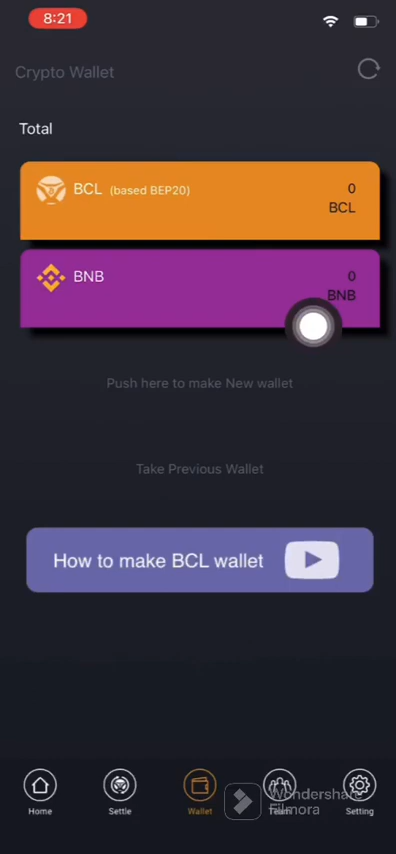 8:21
Crypto Wallet
Total
BCL (based BEP20)
0
BCL
BNB
0
BNB
Push here to make New wallet
Take Previous Wallet
How to make BCL wallet
Home
Settle
Wallet
Team
Setting
Wondershare
Filmora